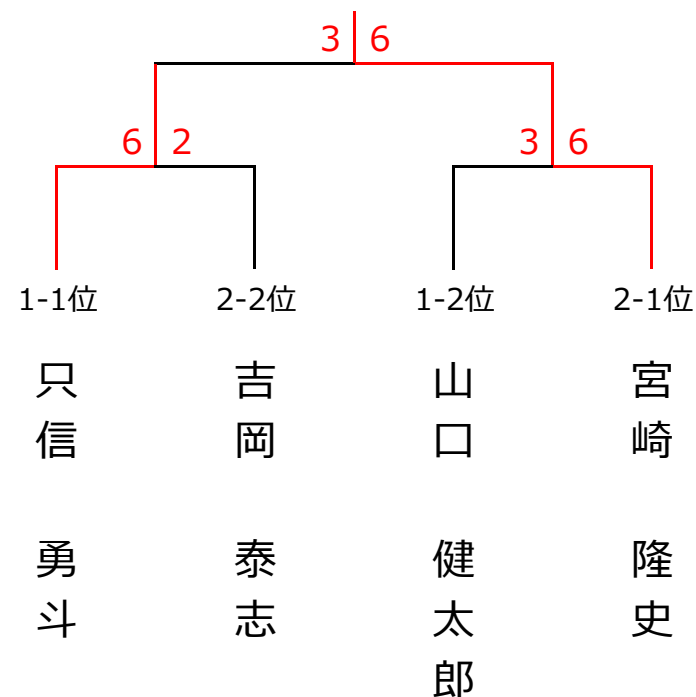 3 6
6 2
3 6
1-1位
2-2位
1-2位
2-1位
只信 勇斗
吉岡 泰志
山口 健太郎
宮崎 隆史